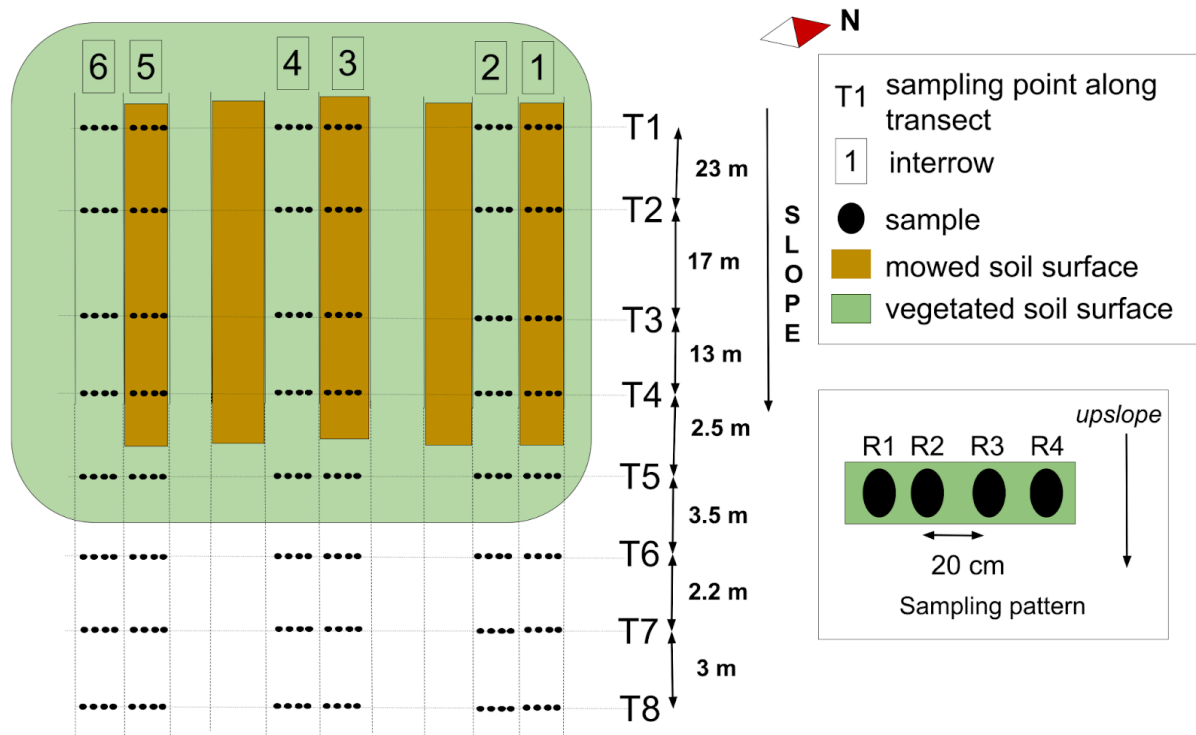 N
6 5 4 3 2 1
T1
23 m
T2
17 m
T3
13 m
T4
2.5 m
T5
3.5 m
T6
2.2 m
T7
3 m
T8
S
L
O
P
E
T1 sampling point along
transect
1 interrow
sample
mowed soil surface
vegetated soil surface
upslope
R1 R2 R3 R4
20 cm
Sampling pattern